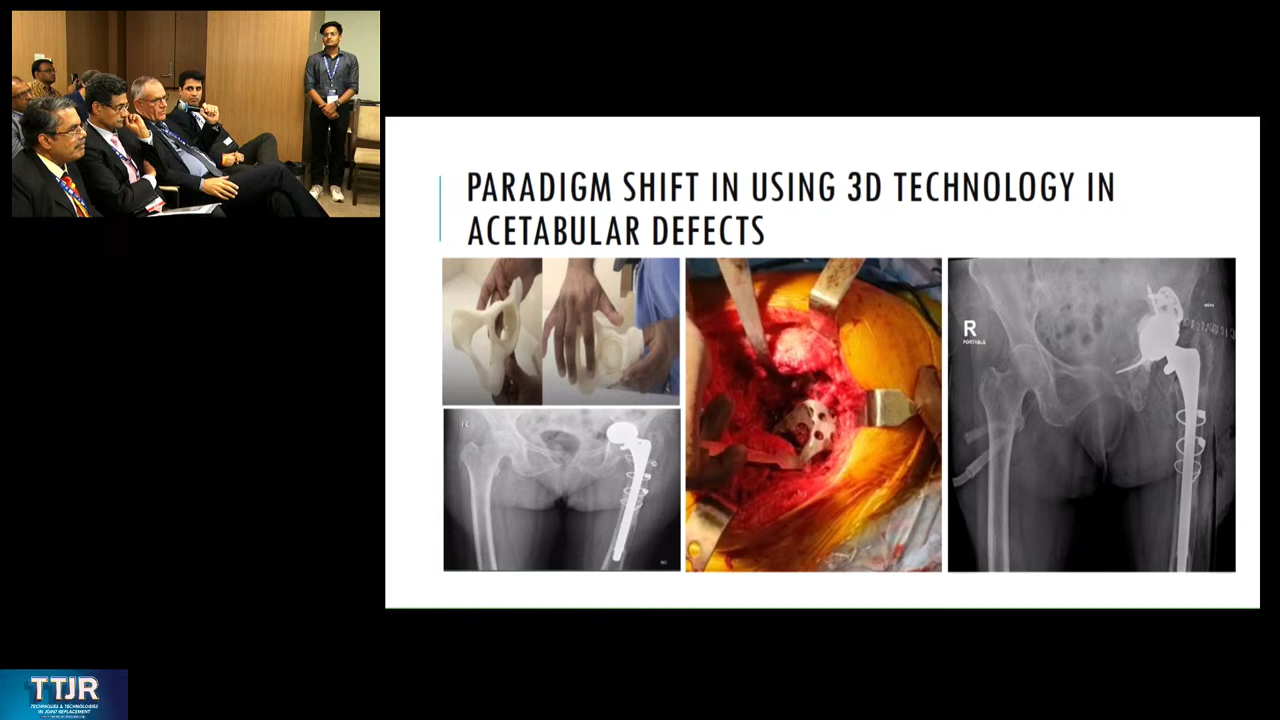 PARADIGM SHIFT IN USING 3D TECHNOLOGY IN
ACETABULAR DEFECTS
R
PORTABLE
TTJR
TECHNIQUES & TECHNOLOGIES
IN JOINT REPLACEMENT